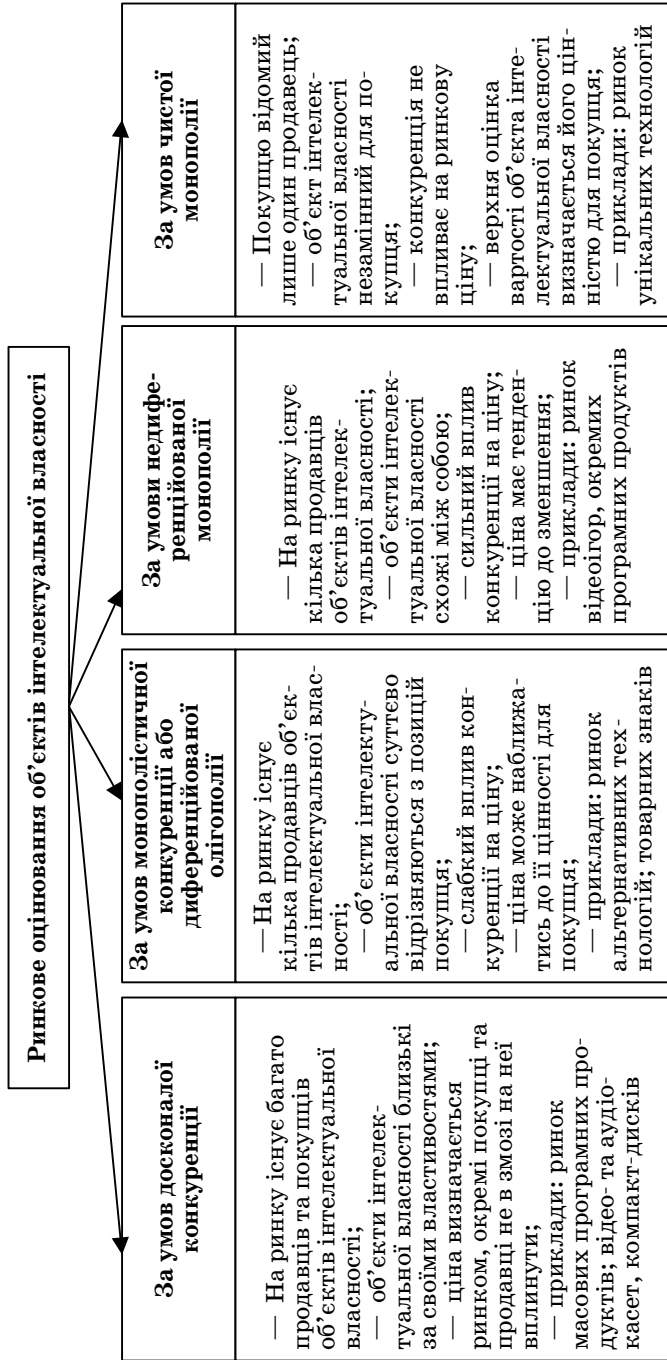 Ринкове оцінювання об’єктів інтелектуальної власності
За умов досконалої
конкуренції
— На ринку існує багато
продавців та покупців
об’єктів інтелектуальної
власності;
— об’єкти інтелек-
туальної власності близькі
за своїми властивостями;
— ціна визначається
ринком, окремі покупці та
продавці не в змозі на неї
вплинути;
— приклади: ринок
масових програмних про-
дуктів; відео- та аудіо-
касет, компакт-дисків
За умов монополістичної
конкуренції або
диференційованої
олігополії
— На ринку існує
кілька продавців об’єк-
тів інтелектуальної влас-
ності;
—об’єкти інтелекту-
альної власності суттєво
відрізняються з позицій
покупця;
—слабкий вплив кон-
куренції на ціну;
—ціна може наближа-
тись до її цінності для
покупця;
— приклади: ринок
альтернативних тех-
нологій; товарних знаків
За умови недифе-
ренційованої
монополії
— На ринку існує
кілька продавців
об’єктів інтелек-
туальної власності;
— об’єкти інтелек-
туальної власності
схожі між собою;
— сильний вплив
конкуренції на ціну;
— ціна має тенден-
цію до зменшення;
— приклади: ринок
відеоігор, окремих
програмних продуктів
За умов чистої
монополії
— Покупцю відомий
лише один продавець;
— об’єкт інтелек-
туальної власності
незамінний для по-
купця;
— конкуренція не
впливає на ринкову
ціну;
— верхня оцінка
вартості об’єкта інте-
лектуальної власності
визначається його цін-
ністю для покупця;
— приклади: ринок
унікальних технологій